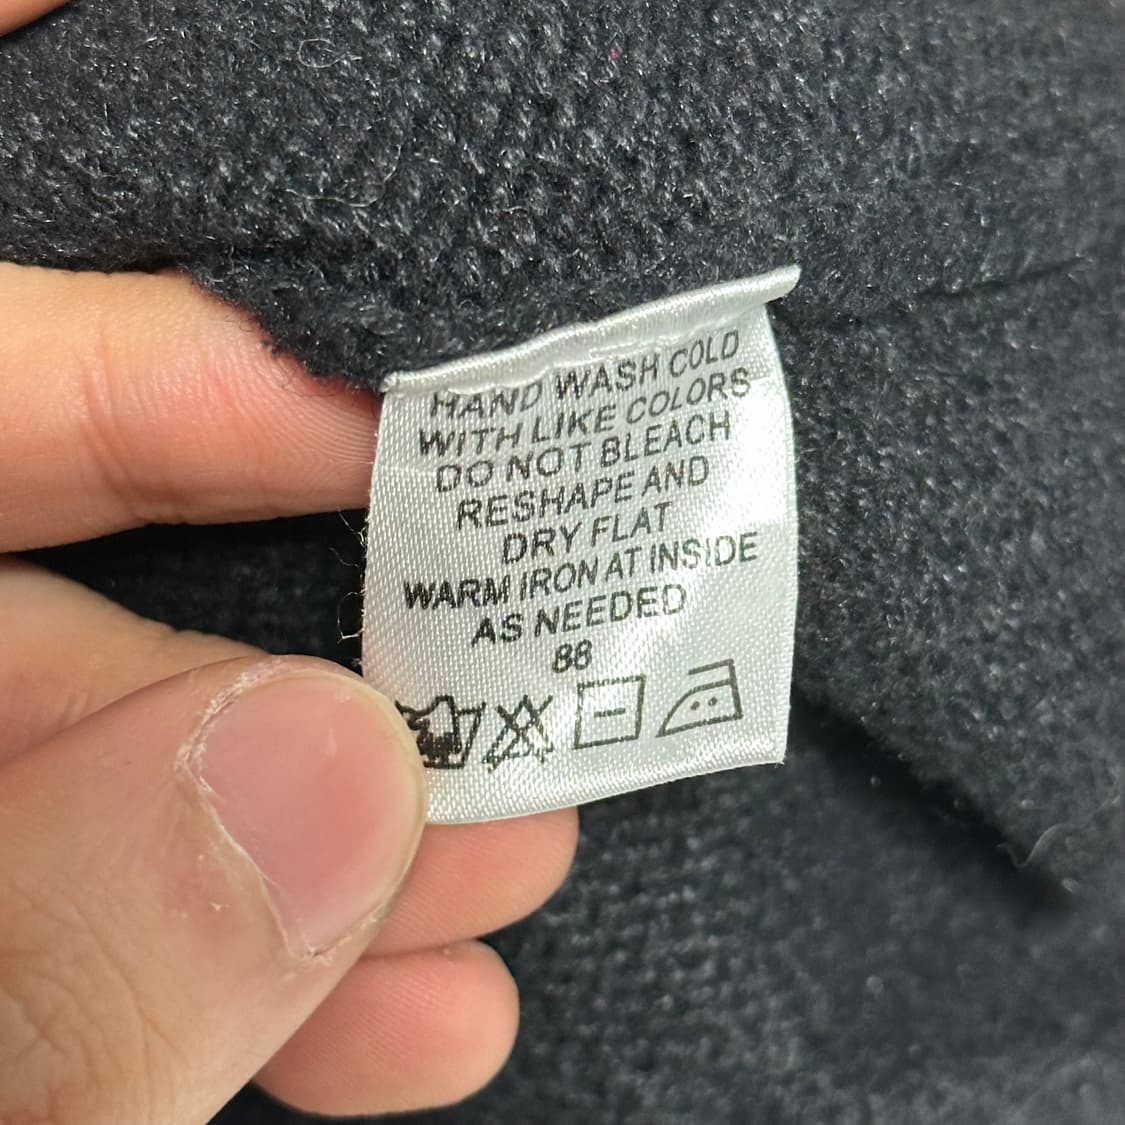 HAND WASH COLD
WITH LIKE COLORS
DO NOT BLEACH
RESHAPE AND
DRY FLAT
WARM IRON AT INSIDE
AS NEEDED
88